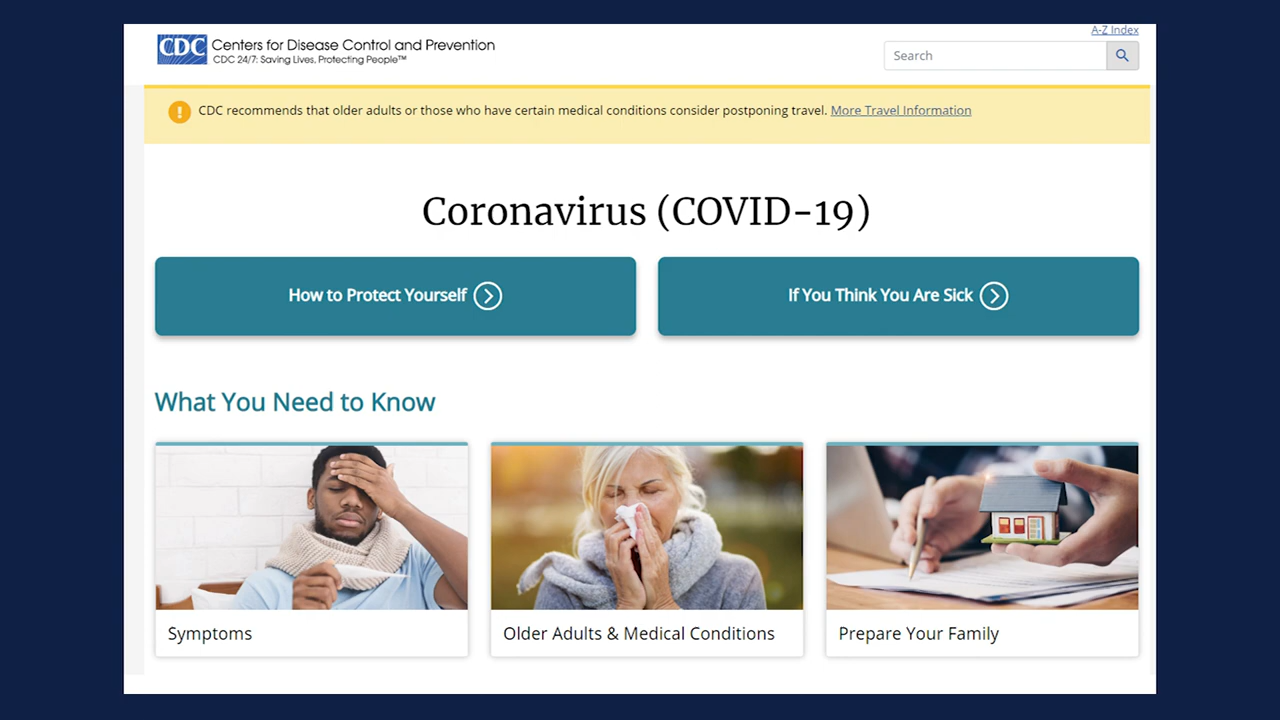 A-Z Index
CDC
Centers for Disease Control and Prevention
CDC 24/7: Saving Lives, Protecting People™
Search
! CDC recommends that older adults or those who have certain medical conditions consider postponing travel. More Travel Information
Coronavirus (COVID-19)
How to Protect Yourself
If You Think You Are Sick
What You Need to Know
Symptoms
Older Adults & Medical Conditions
Prepare Your Family